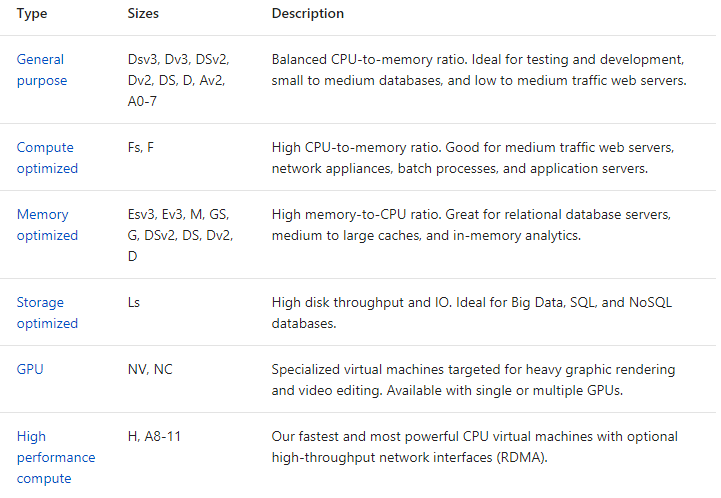 Type Sizes Description
General purpose
Dsv3, Dv3, DSv2, Dv2, DS, D, Av2, A0-7
Balanced CPU-to-memory ratio. Ideal for testing and development, small to medium databases, and low to medium traffic web servers.
Compute optimized
Fs, F
High CPU-to-memory ratio. Good for medium traffic web servers, network appliances, batch processes, and application servers.
Memory optimized
Esv3, Ev3, M, GS, G, DSv2, DS, Dv2, D
High memory-to-CPU ratio. Great for relational database servers, medium to large caches, and in-memory analytics.
Storage optimized
Ls
High disk throughput and IO. Ideal for Big Data, SQL, and NoSQL databases.
GPU
NV, NC
Specialized virtual machines targeted for heavy graphic rendering and video editing. Available with single or multiple GPUs.
High performance compute
H, A8-11
Our fastest and most powerful CPU virtual machines with optional high-throughput network interfaces (RDMA).